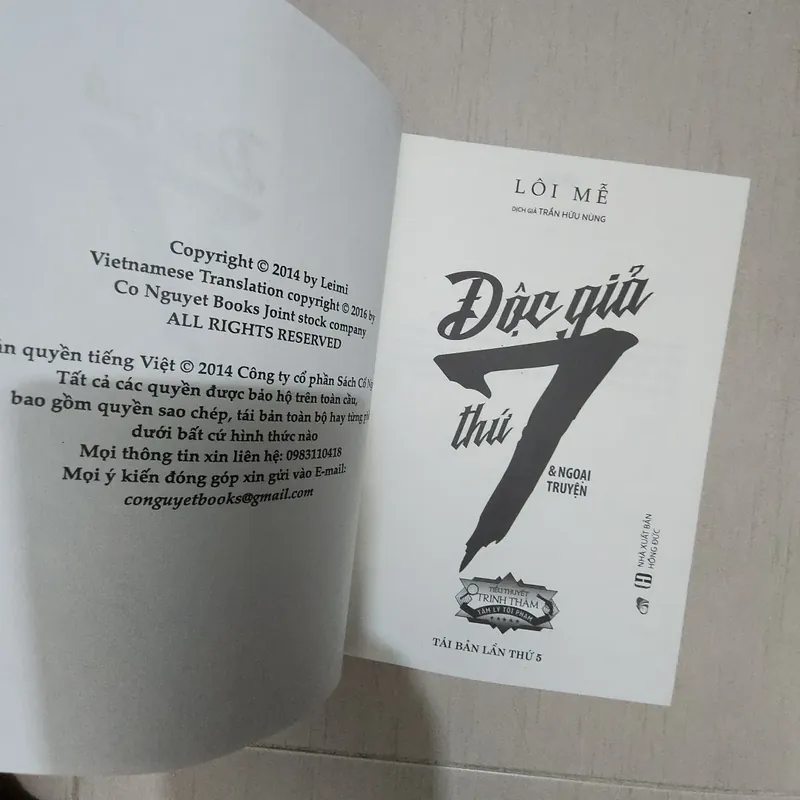 Copyright © 2014 by Leimi
Vietnamese Translation copyright © 2016 by
Co Nguyet Books Joint stock company
ALL RIGHTS RESERVED
quyền tiếng Việt © 2014 Công ty cổ phần Sách Cổ
Tất cả các quyền được bảo hộ trên toàn cầu,
bao gồm quyền sao chép, tái bản toàn bộ hay từng
dưới bất cứ hình thức nào
Mọi thông tin xin liên hệ: 0983110418
Mọi ý kiến đóng góp xin gửi vào E-mail:
conguyetbooks@gmail.com
LÔI MỄ
DỊCH GIẢ TRẦN HỮU NÙNG
Độc giả
thứ 7
& NGOẠI
TRUYỆN
NHÀ XUẤT BẢN
HỒNG ĐỨC
TIỂU THUYẾT
TRINH THÁM
TÂM LÝ TỘI PHẠM
TÁI BẢN LẦN THỨ 5